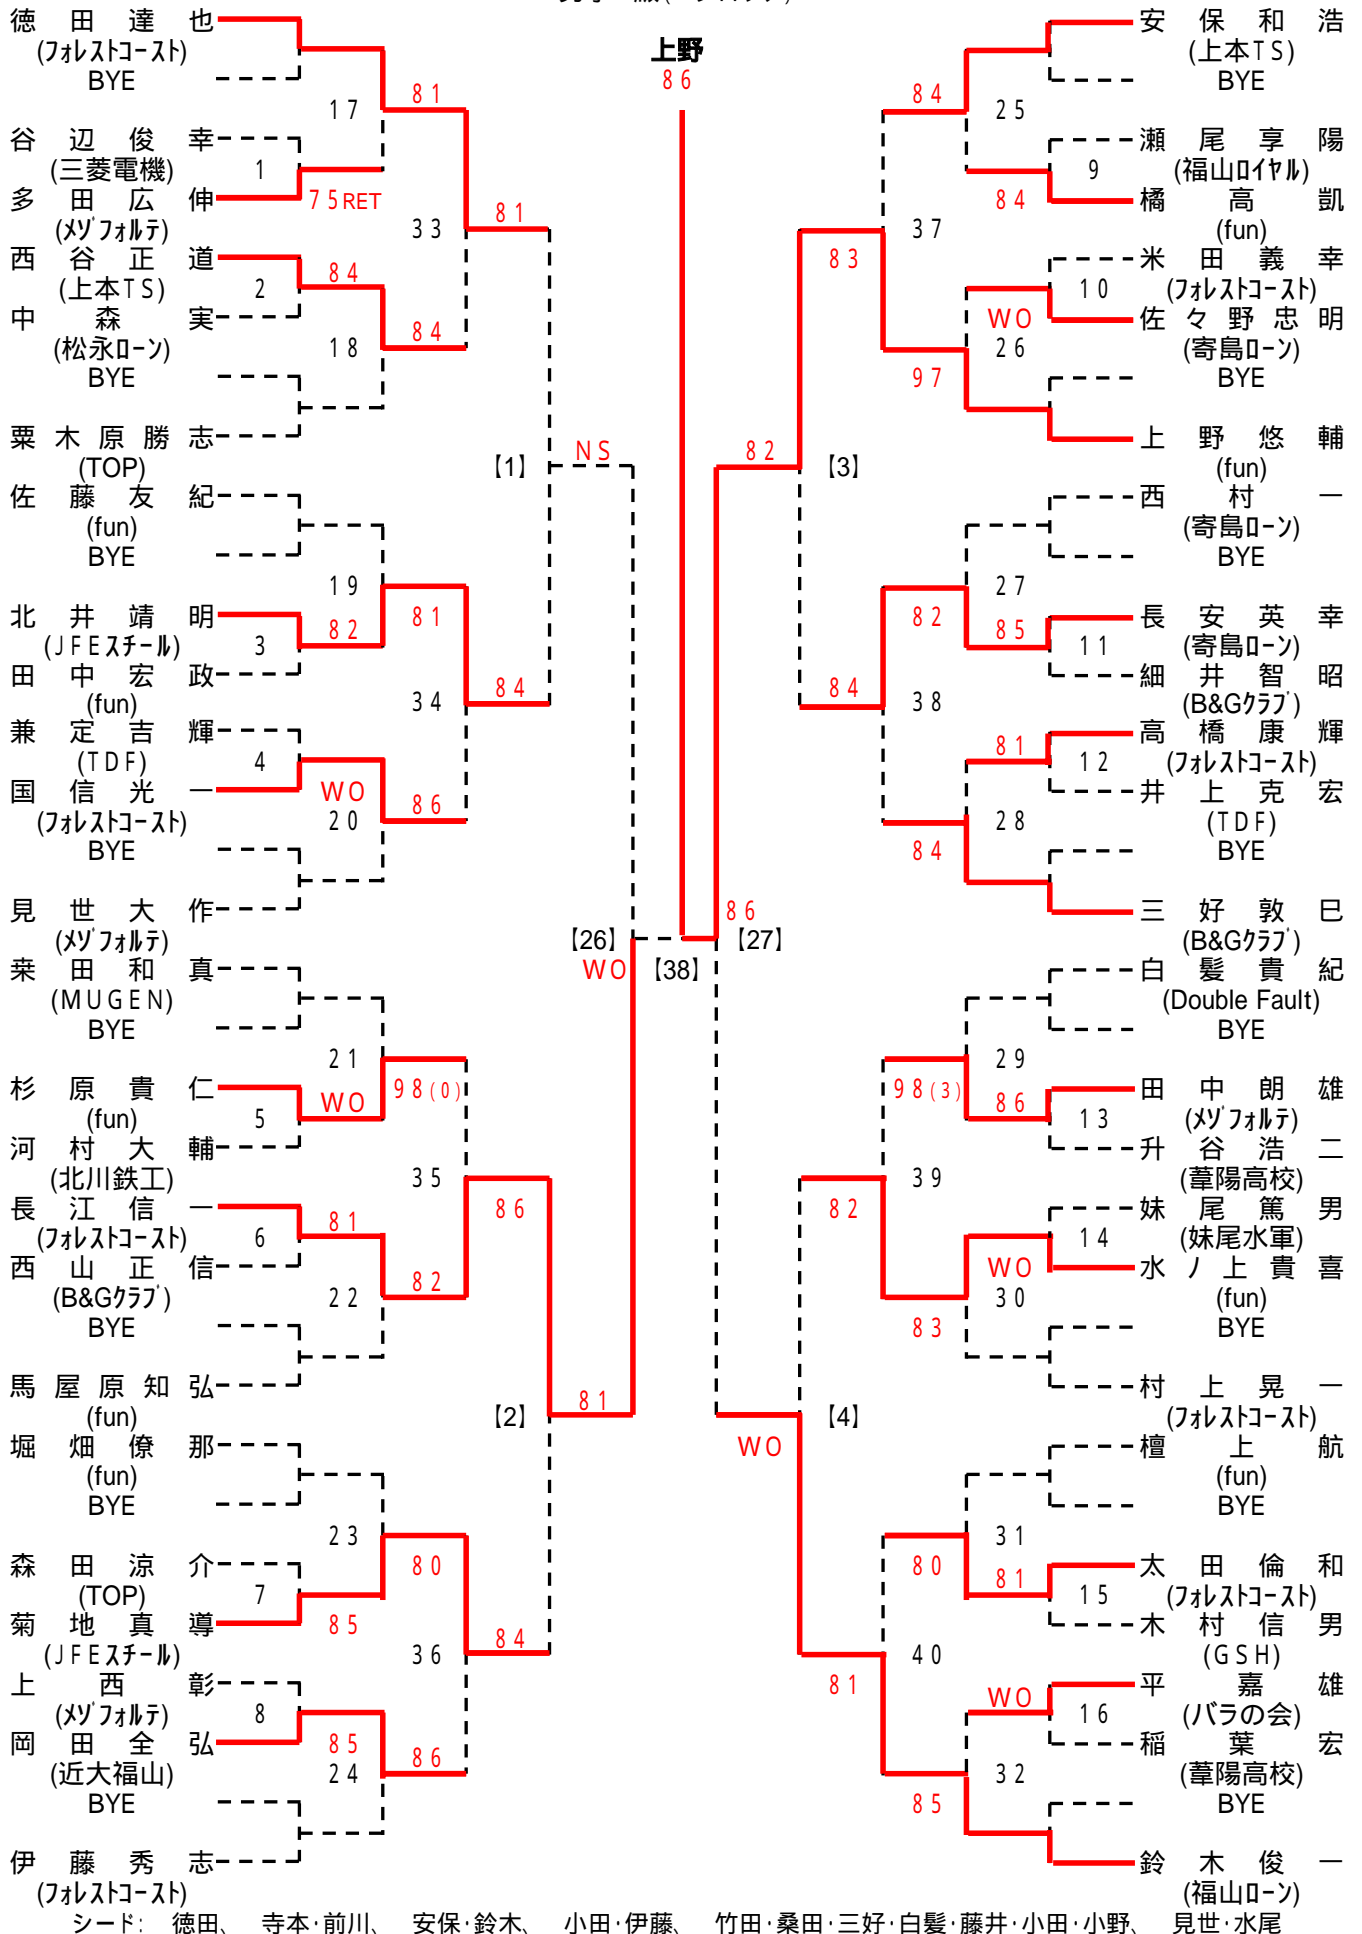 上野
86
徳田達也
(フォレストコースト)
BYE
17
81
谷辺俊幸
(三菱電機)
1
多田広伸
75RET
(メゾフォルテ)
33
81
西谷正道
84
(上本TS)
2
中森実
(松永ローン)
18
84
BYE
粟木原勝志
(TOP)
【1】
NS
佐藤友紀
(fun)
BYE
19
北井靖明
82
81
(JFEスチール)
3
田中宏政
(fun)
34
84
兼定吉輝
(TDF)
4
国信光一
WO
86
(フォレストコースト)
20
BYE
見世大作
(メゾフォルテ)
【26】
WO
【38】
桒田和真
(MUGEN)
BYE
21
杉原貴仁
WO
98(0)
(fun)
5
河村大輔
(北川鉄工)
35
86
長江信一
81
(フォレストコースト)
6
西山正信
82
(B&Gクラブ)
22
BYE
馬屋原知弘
(fun)
【2】
81
堀畑僚那
(fun)
BYE
23
森田涼介
80
(TOP)
7
菊地真導
85
(JFEスチール)
36
84
上西彰
(メゾフォルテ)
8
岡田全弘
85
86
(近大福山)
24
BYE
伊藤秀志
(フォレストコースト)
安保和浩
(上本TS)
BYE
84
25
瀬尾享陽
9
(福山ロイヤル)
84
橘高凱
(fun)
37
83
米田義幸
10
(フォレストコースト)
WO
佐々野忠明
26
(寄島ローン)
97
BYE
上野悠輔
(fun)
82
【3】
西村一
(寄島ローン)
BYE
27
82
85
長安英幸
11
(寄島ローン)
細井智昭
84
38
(B&Gクラブ)
81
高橋康輝
12
(フォレストコースト)
井上克宏
28
(TDF)
84
BYE
三好敦巳
(B&Gクラブ)
86
【27】
白髪貴紀
(Double Fault)
BYE
29
98(3)
86
田中朗雄
13
(メゾフォルテ)
升谷浩二
39
(葦陽高校)
82
妹尾篤男
14
(妹尾水軍)
WO
水ノ上貴喜
30
(fun)
83
BYE
村上晃一
(フォレストコースト)
【4】
WO
檀上航
(fun)
BYE
31
80
81
太田倫和
15
(フォレストコースト)
木村信男
40
(GSH)
81
WO
平嘉雄
16
(バラの会)
稲葉宏
32
(葦陽高校)
85
BYE
鈴木俊一
(福山ローン)
シード: 徳田、 寺本・前川、 安保・鈴木、 小田・伊藤、 竹田・桑田・三好・白髪・藤井・小田・小野、 見世・水尾